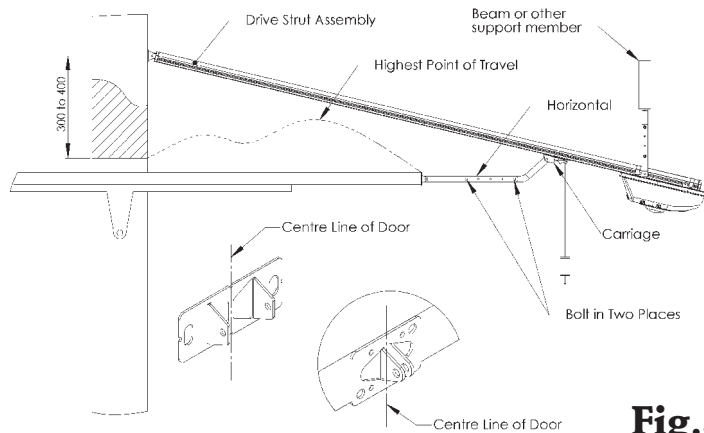 Drive Strut Assembly
Beam or other
support member
Highest Point of Travel
300 to 400
Horizontal
Carriage
Centre Line of Door
Bolt in Two Places
Centre Line of Door
Fig.